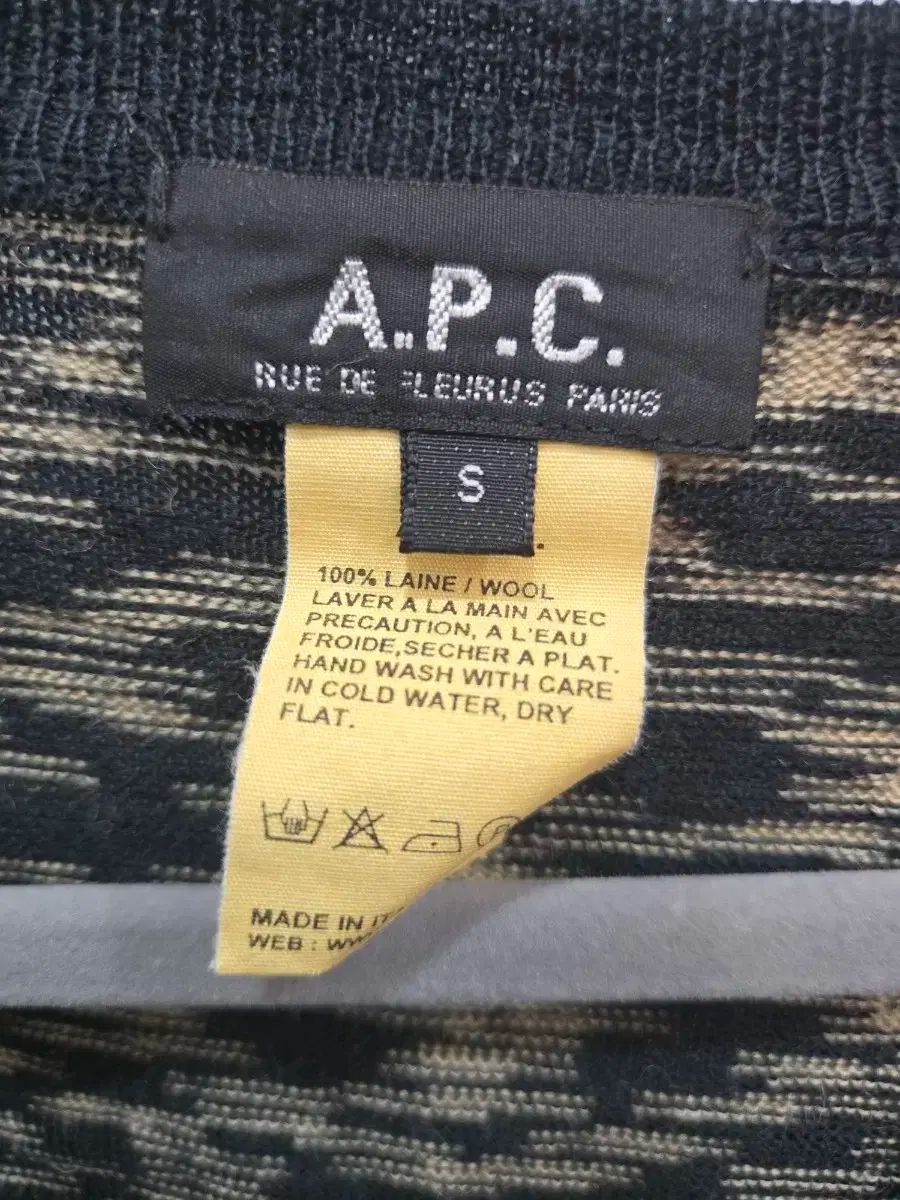 A.P.C.
RUE DE FLEURUS PARIS
S
100% LAINE / WOOL
LAVER A LA MAIN AVEC
PRECAUTION, A L'EAU
FROIDE,SECHER A PLAT.
HAND WASH WITH CARE
IN COLD WATER, DRY
FLAT.
MADE IN
WEB :